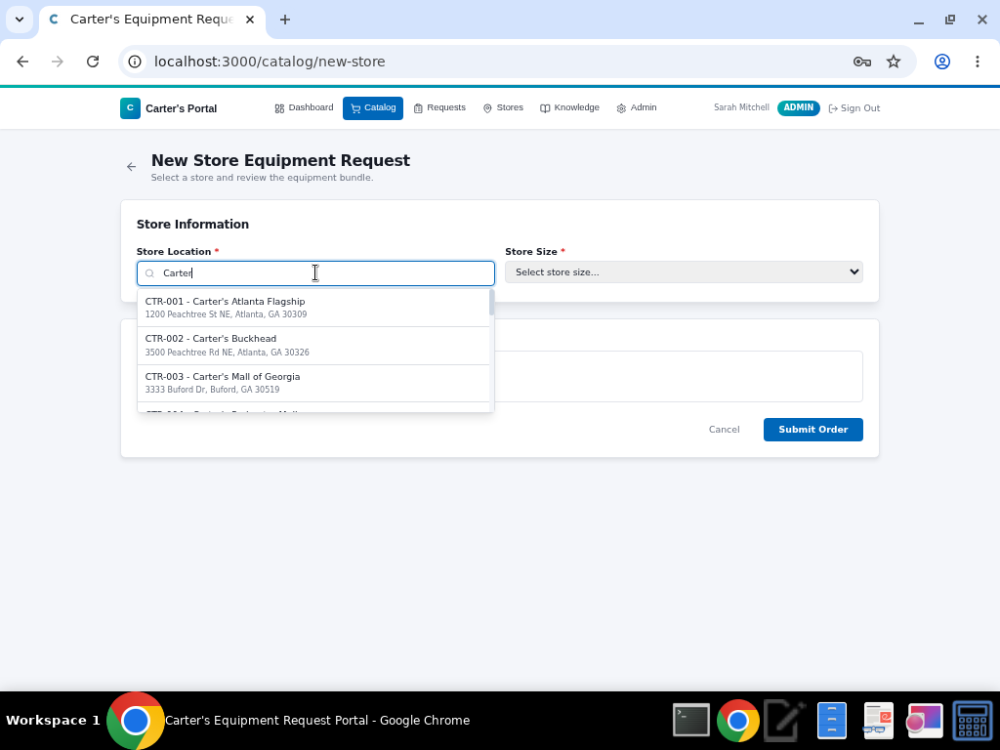 Carter's Equipment Reque
localhost:3000/catalog/new-store
C Carter's Portal Dashboard Catalog Requests Stores Knowledge Admin Sarah Mitchell ADMIN Sign Out
New Store Equipment Request
Select a store and review the equipment bundle.
Store Information
Store Location * Store Size *
Carter Select store size...
CTR-001 - Carter's Atlanta Flagship
1200 Peachtree St NE, Atlanta, GA 30309
CTR-002 - Carter's Buckhead
3500 Peachtree Rd NE, Atlanta, GA 30326
CTR-003 - Carter's Mall of Georgia
3333 Buford Dr, Buford, GA 30519
Cancel Submit Order
Workspace 1 Carter's Equipment Request Portal - Google Chrome